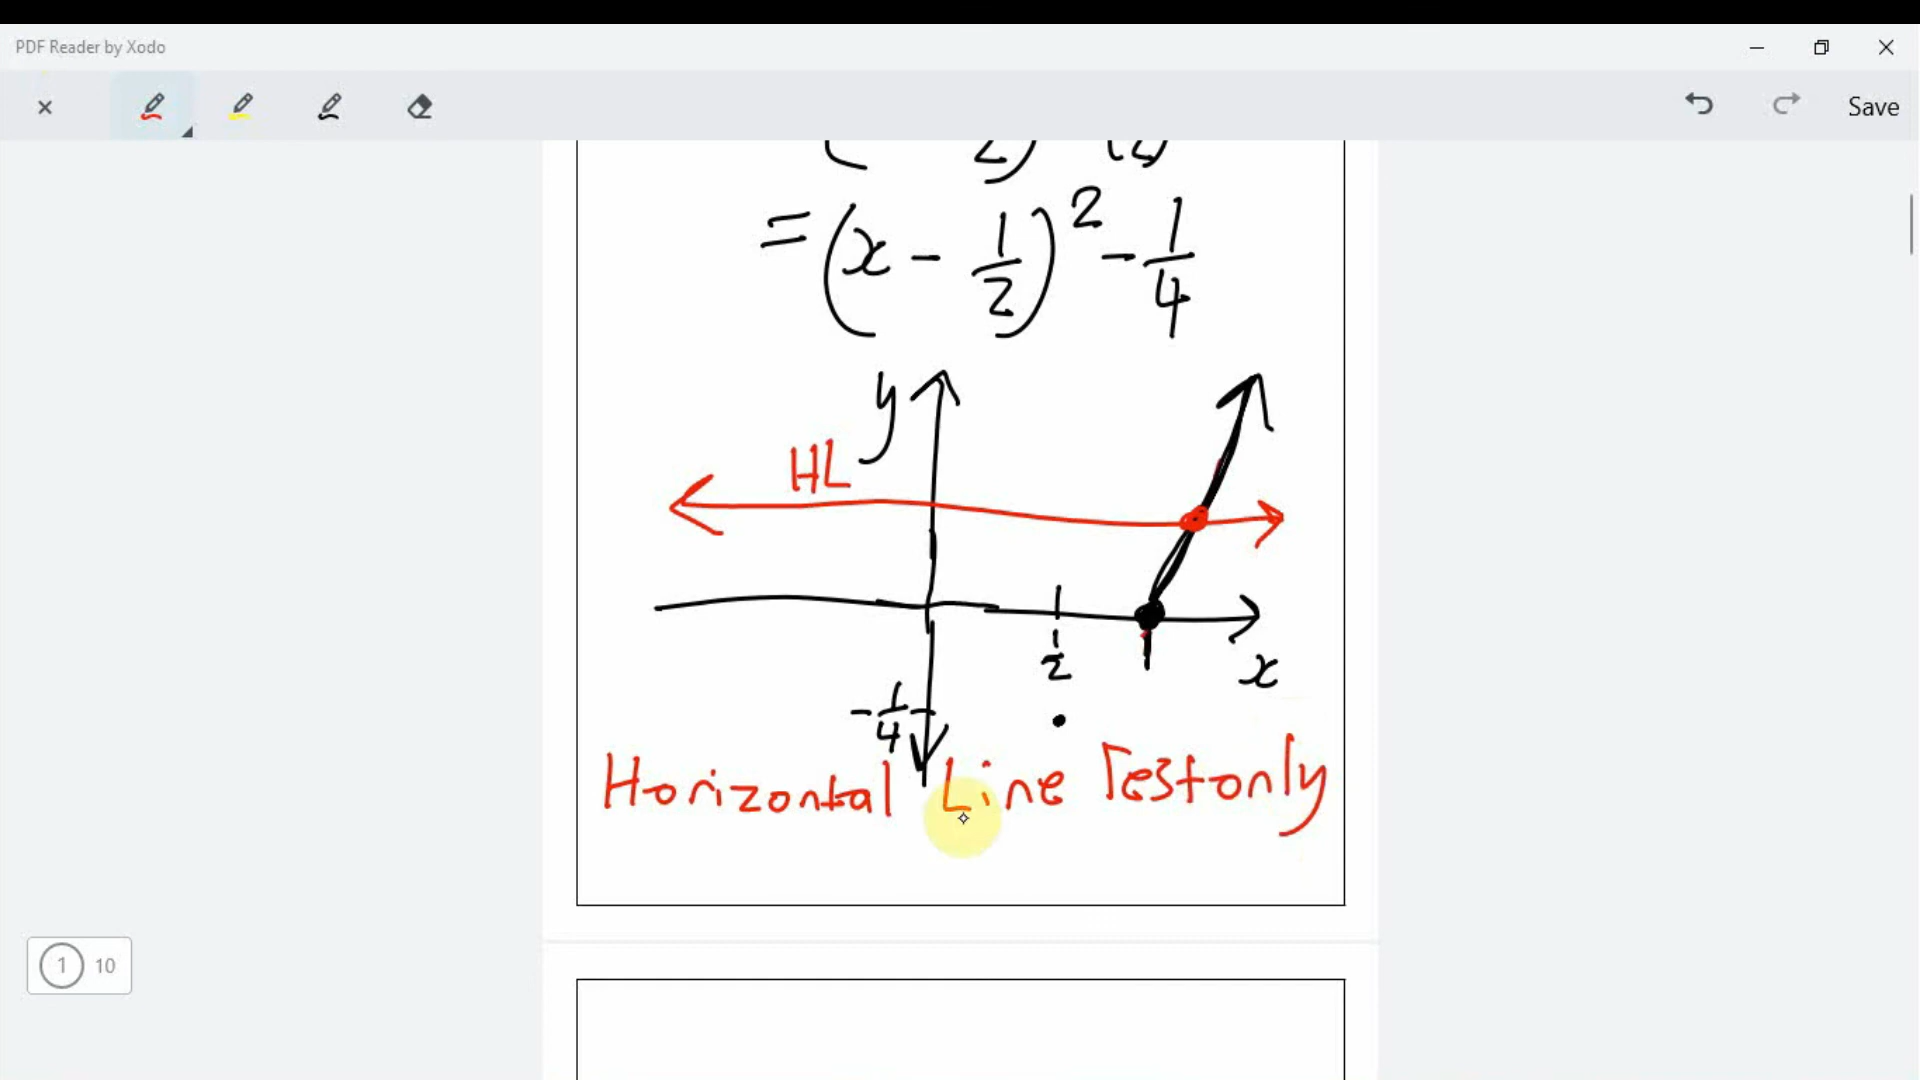 PDF Reader by Xodo
Save
= (x - 1/2)² - 1/4
y
HL
1/2
1
x
-1/4
Horizontal Line Test only
1 10